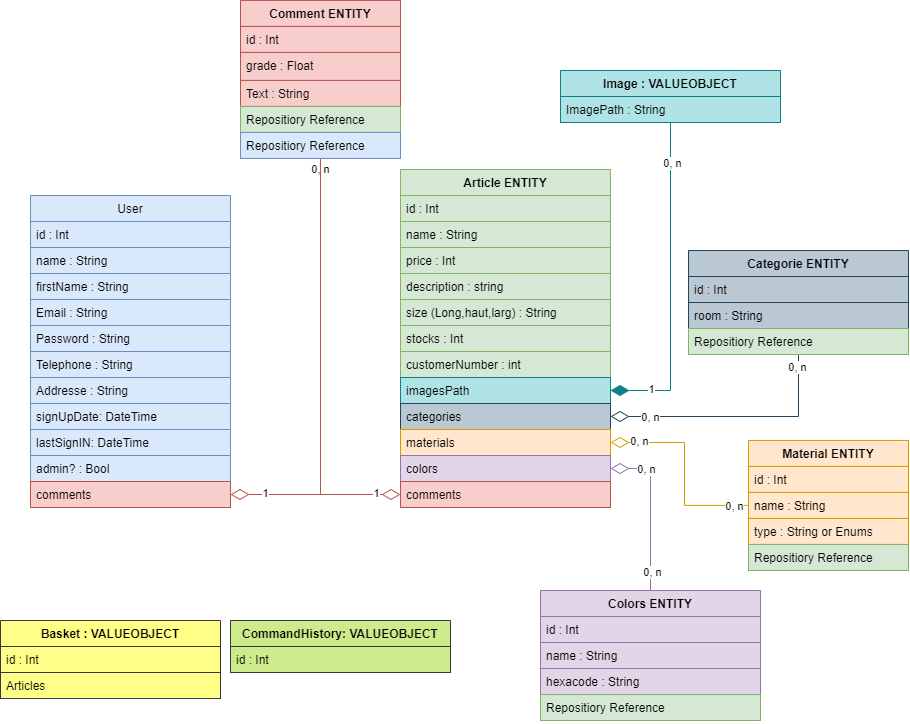 Comment ENTITY
id : Int
grade : Float
Text : String
Repositiory Reference
Repositiory Reference
0, n
Image : VALUEOBJECT
ImagePath : String
0, n
Article ENTITY
id : Int
name : String
price : Int
description : string
size (Long,haut,larg) : String
stocks : Int
customerNumber : int
imagesPath
categories
materials
colors
comments
1
0, n
0, n
0, n
1
User
id : Int
name : String
firstName : String
Email : String
Password : String
Telephone : String
Addresse : String
signUpDate: DateTime
lastSignIN: DateTime
admin? : Bool
comments
1
Categorie ENTITY
id : Int
room : String
Repositiory Reference
0, n
Material ENTITY
id : Int
name : String
type : String or Enums
Repositiory Reference
0, n
0, n
Colors ENTITY
id : Int
name : String
hexacode : String
Repositiory Reference
Basket : VALUEOBJECT
id : Int
Articles
CommandHistory: VALUEOBJECT
id : Int